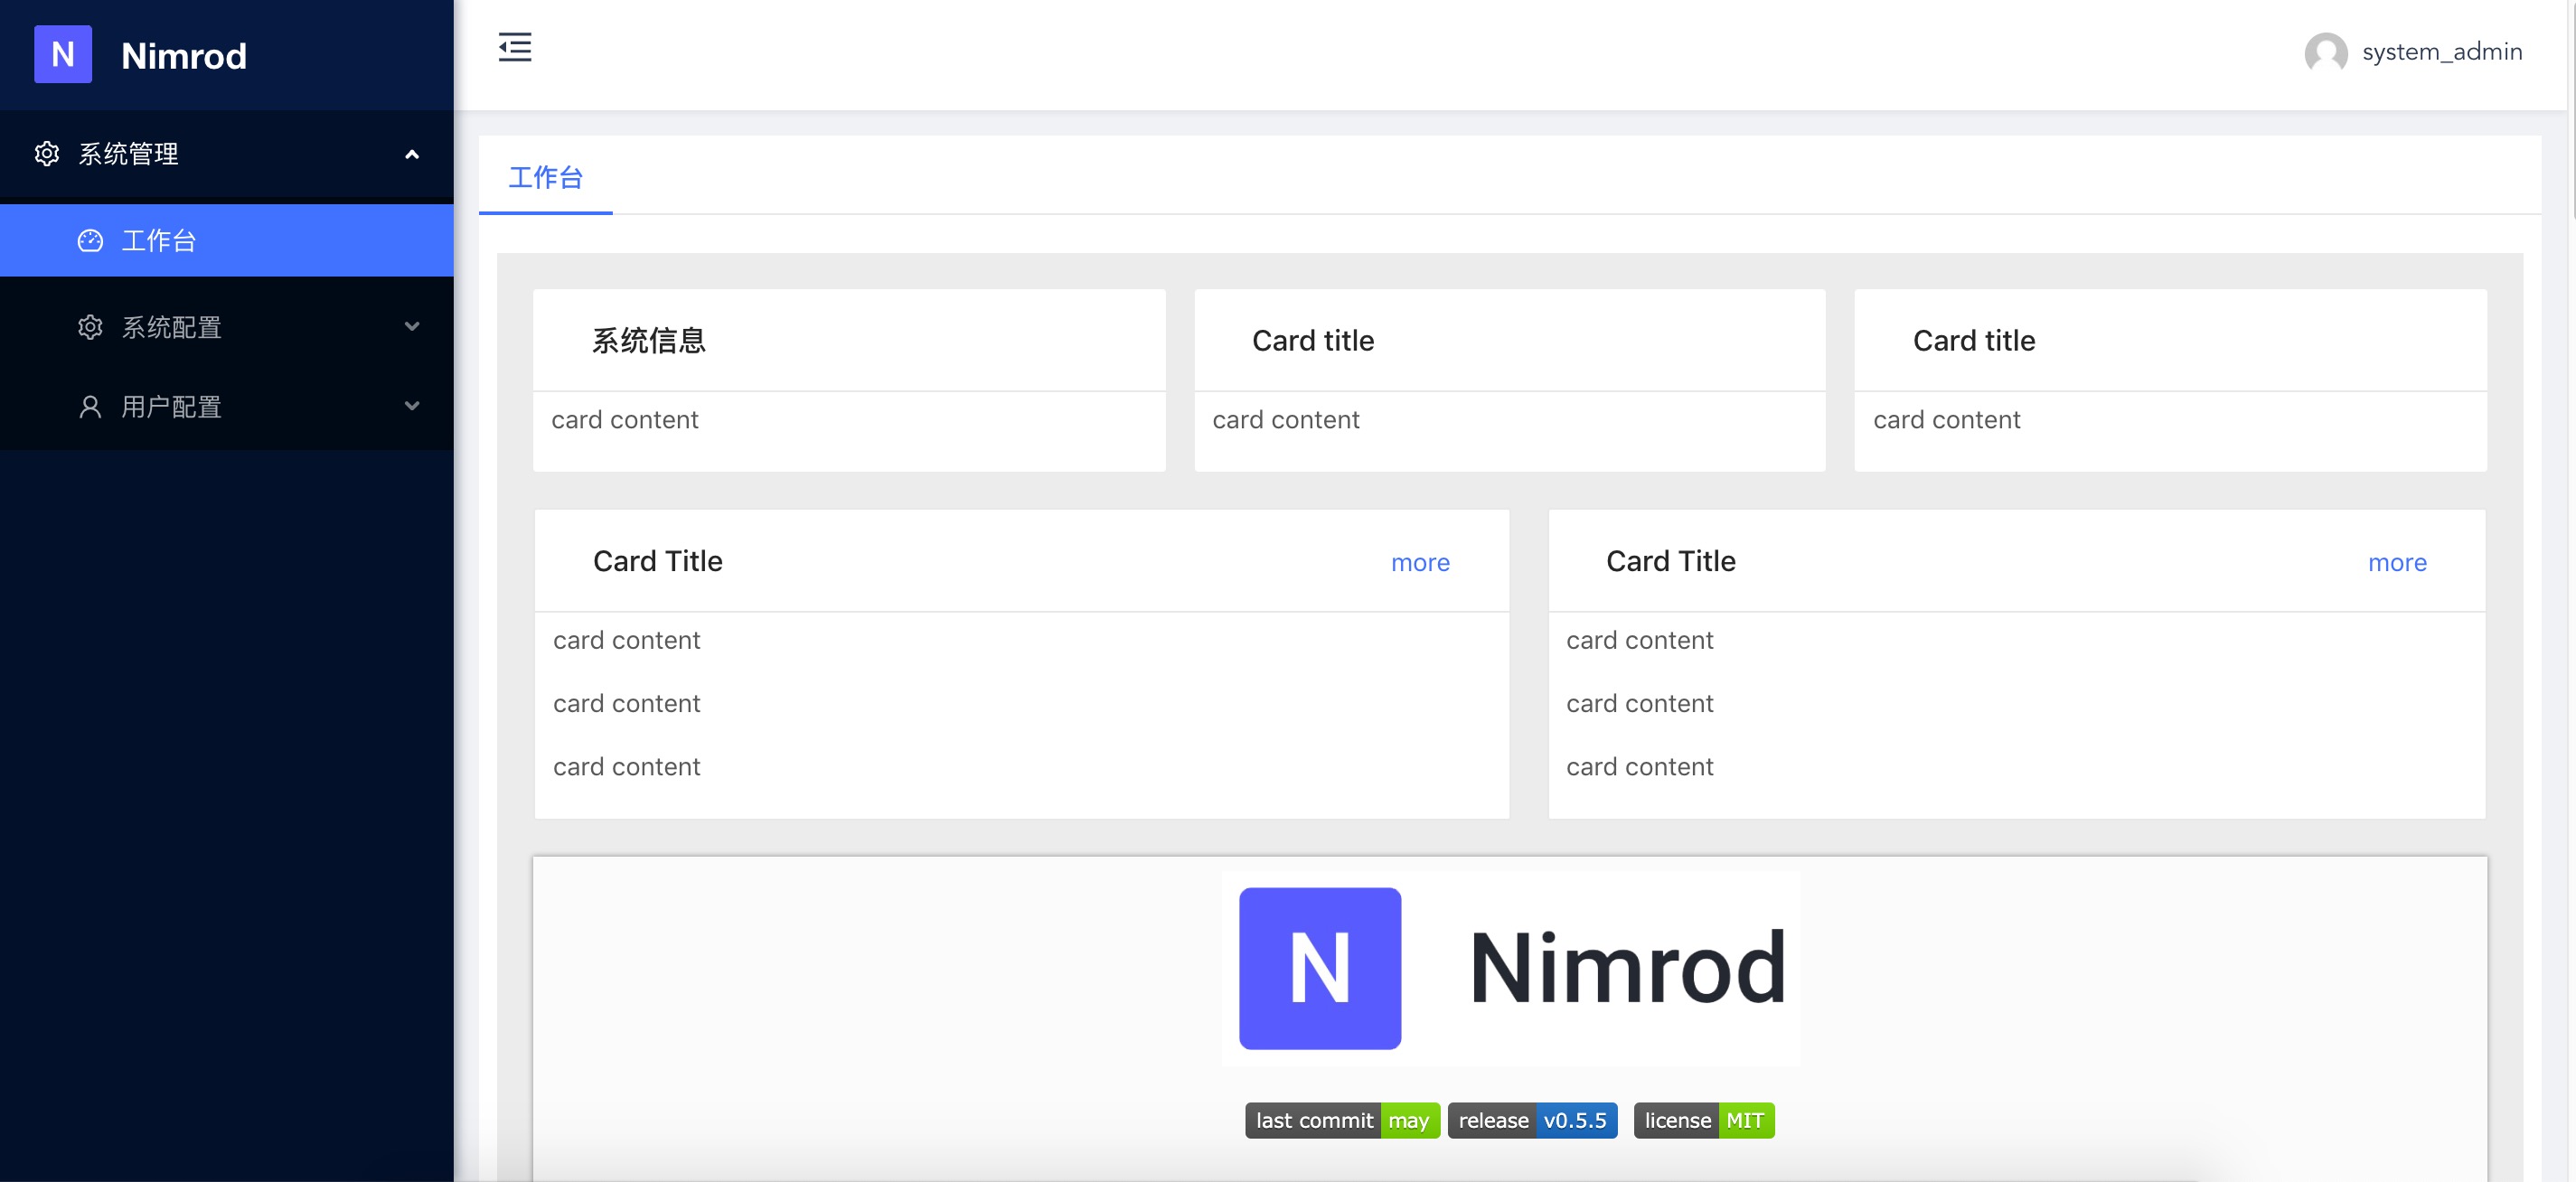 N Nimrod
system_admin
系统管理
工作台
系统配置
用户配置
工作台
系统信息
card content
Card title
card content
Card title
card content
Card Title more
card content
card content
card content
Card Title more
card content
card content
card content
N Nimrod
last commit may release v0.5.5 license MIT